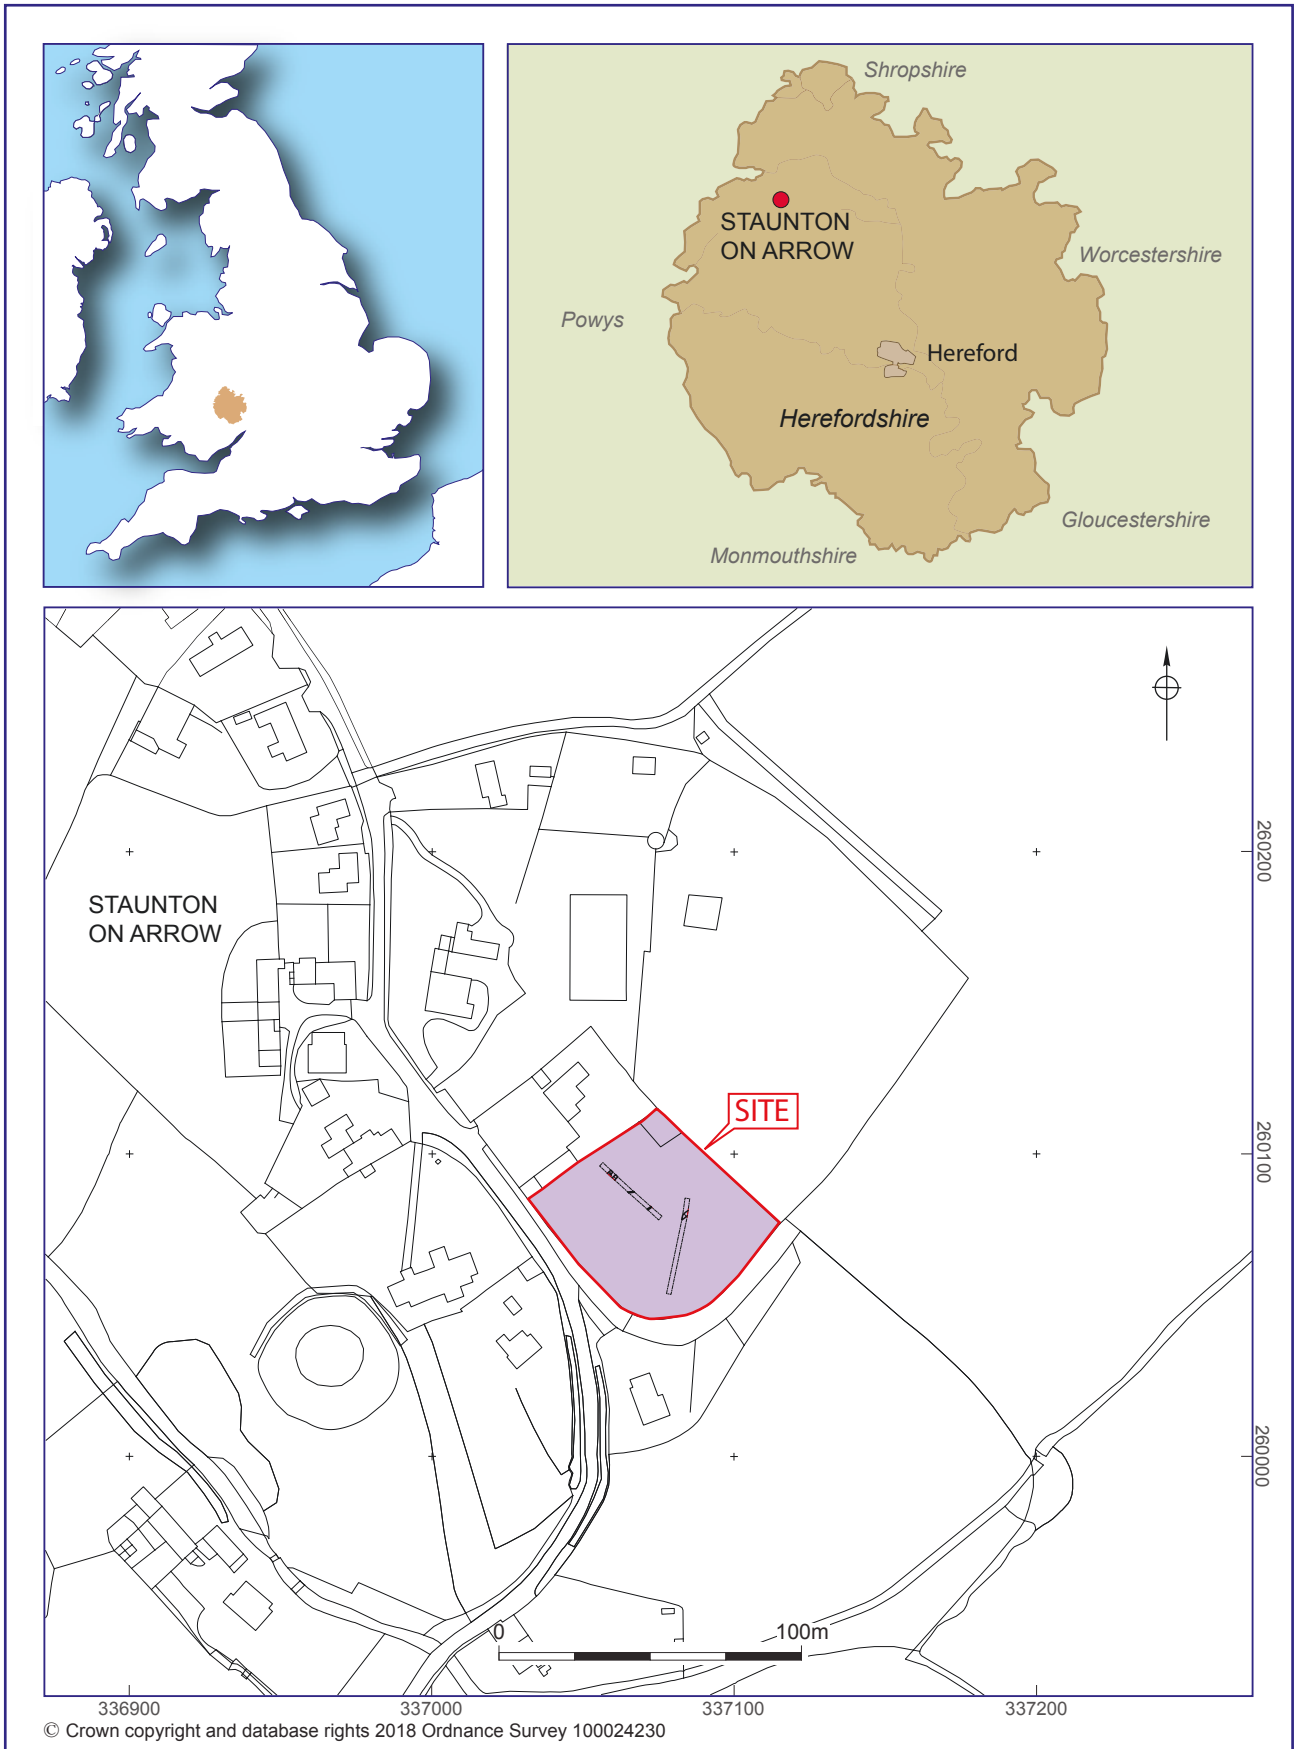 Shropshire
STAUNTON
ON ARROW
Worcestershire
Powys
Hereford
Herefordshire
Gloucestershire
Monmouthshire
260200
STAUNTON
ON ARROW
SITE
260100
260000
0 100m
336900 337000 337100 337200
© Crown copyright and database rights 2018 Ordnance Survey 100024230